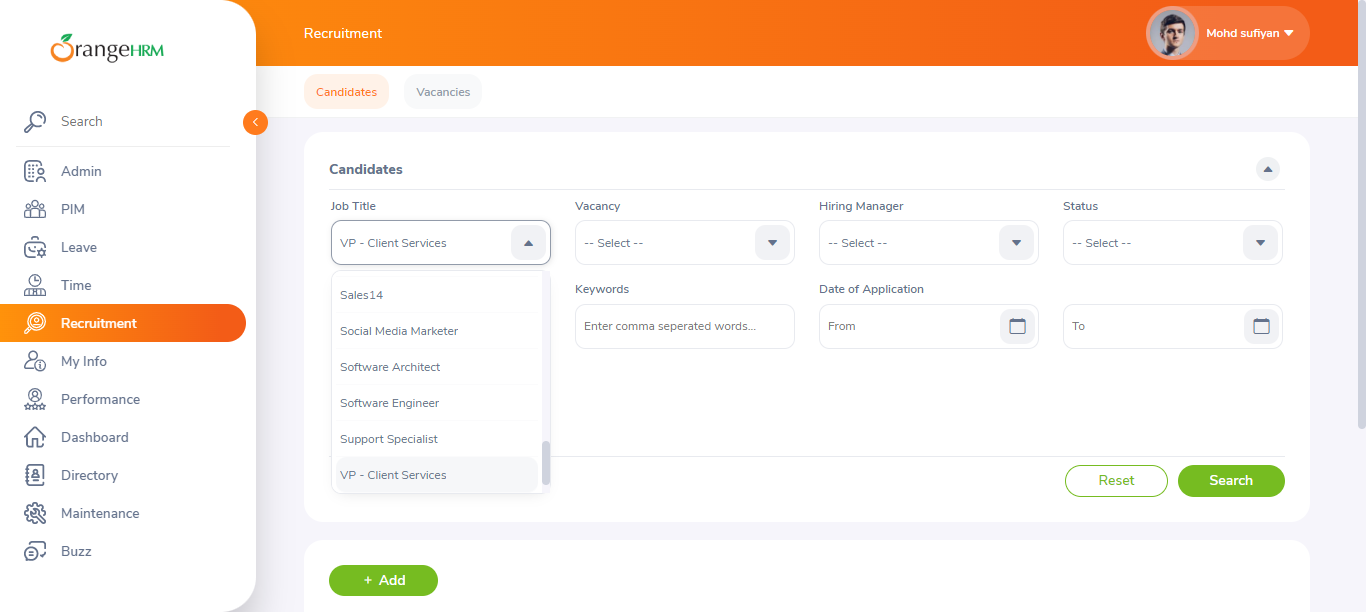 OrangeHRM
Search
Admin
PIM
Leave
Time
Recruitment
My Info
Performance
Dashboard
Directory
Maintenance
Buzz
Recruitment
Mohd sufiyan
Candidates
Vacancies
Candidates
Job Title
Vacancy
Hiring Manager
Status
VP - Client Services
-- Select --
-- Select --
-- Select --
Sales14
Social Media Marketer
Software Architect
Software Engineer
Support Specialist
VP - Client Services
Keywords
Date of Application
Enter comma seperated words...
From
To
Reset
Search
+ Add